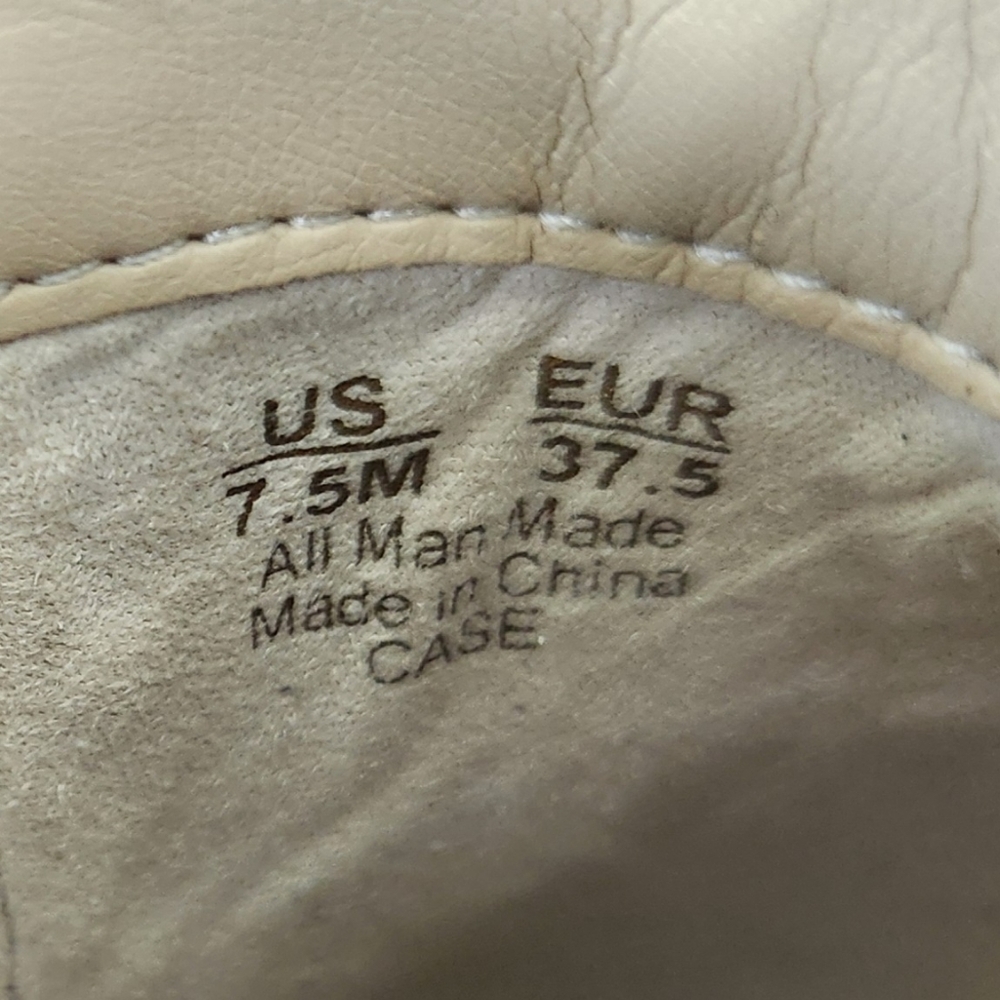 US EUR
7.5M 37.5
All Man Made
Made in China
CASE